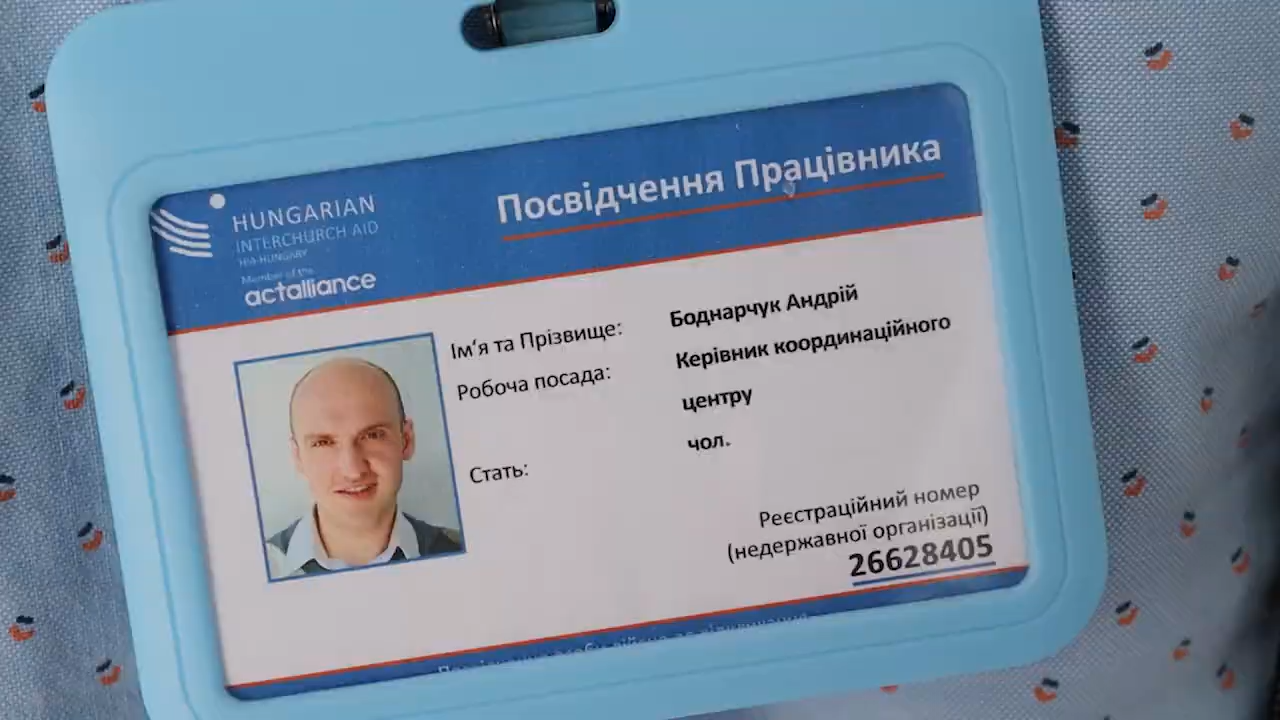 HUNGARIAN
INTERCHURCH AID
HIA-HUNGARY
Member of the
actalliance
Посвідчення Працівника
Ім’я та Прізвище:
Боднарчук Андрій
Робоча посада:
Керівник координаційного
центру
Стать:
чол.
Реєстраційний номер
(недержавної організації)
26628405